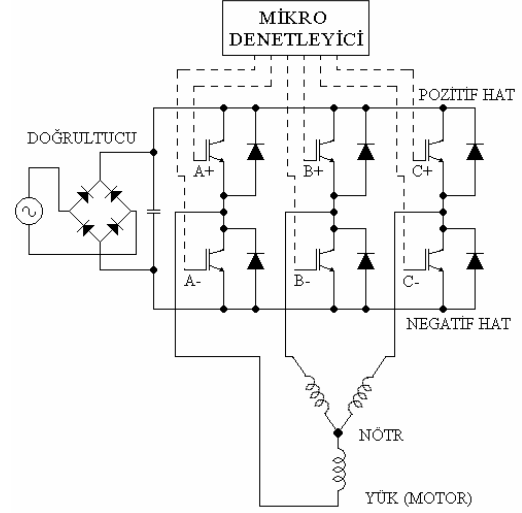 MİKRO
DENETLEYİCİ
POZİTİF HAT
DOĞRULTUCU
A+
B+
C+
A-
B-
C-
NEGATİF HAT
NÖTR
YÜK (MOTOR)